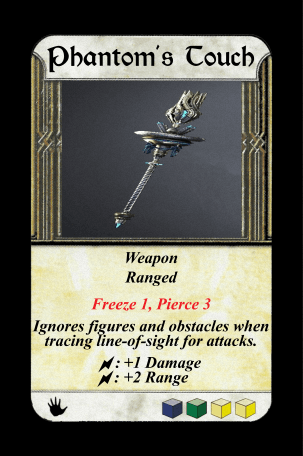 Phantom's Touch
Weapon
Ranged
Freeze 1, Pierce 3
Ignores figures and obstacles when
tracing line-of-sight for attacks.
: +1 Damage
: +2 Range